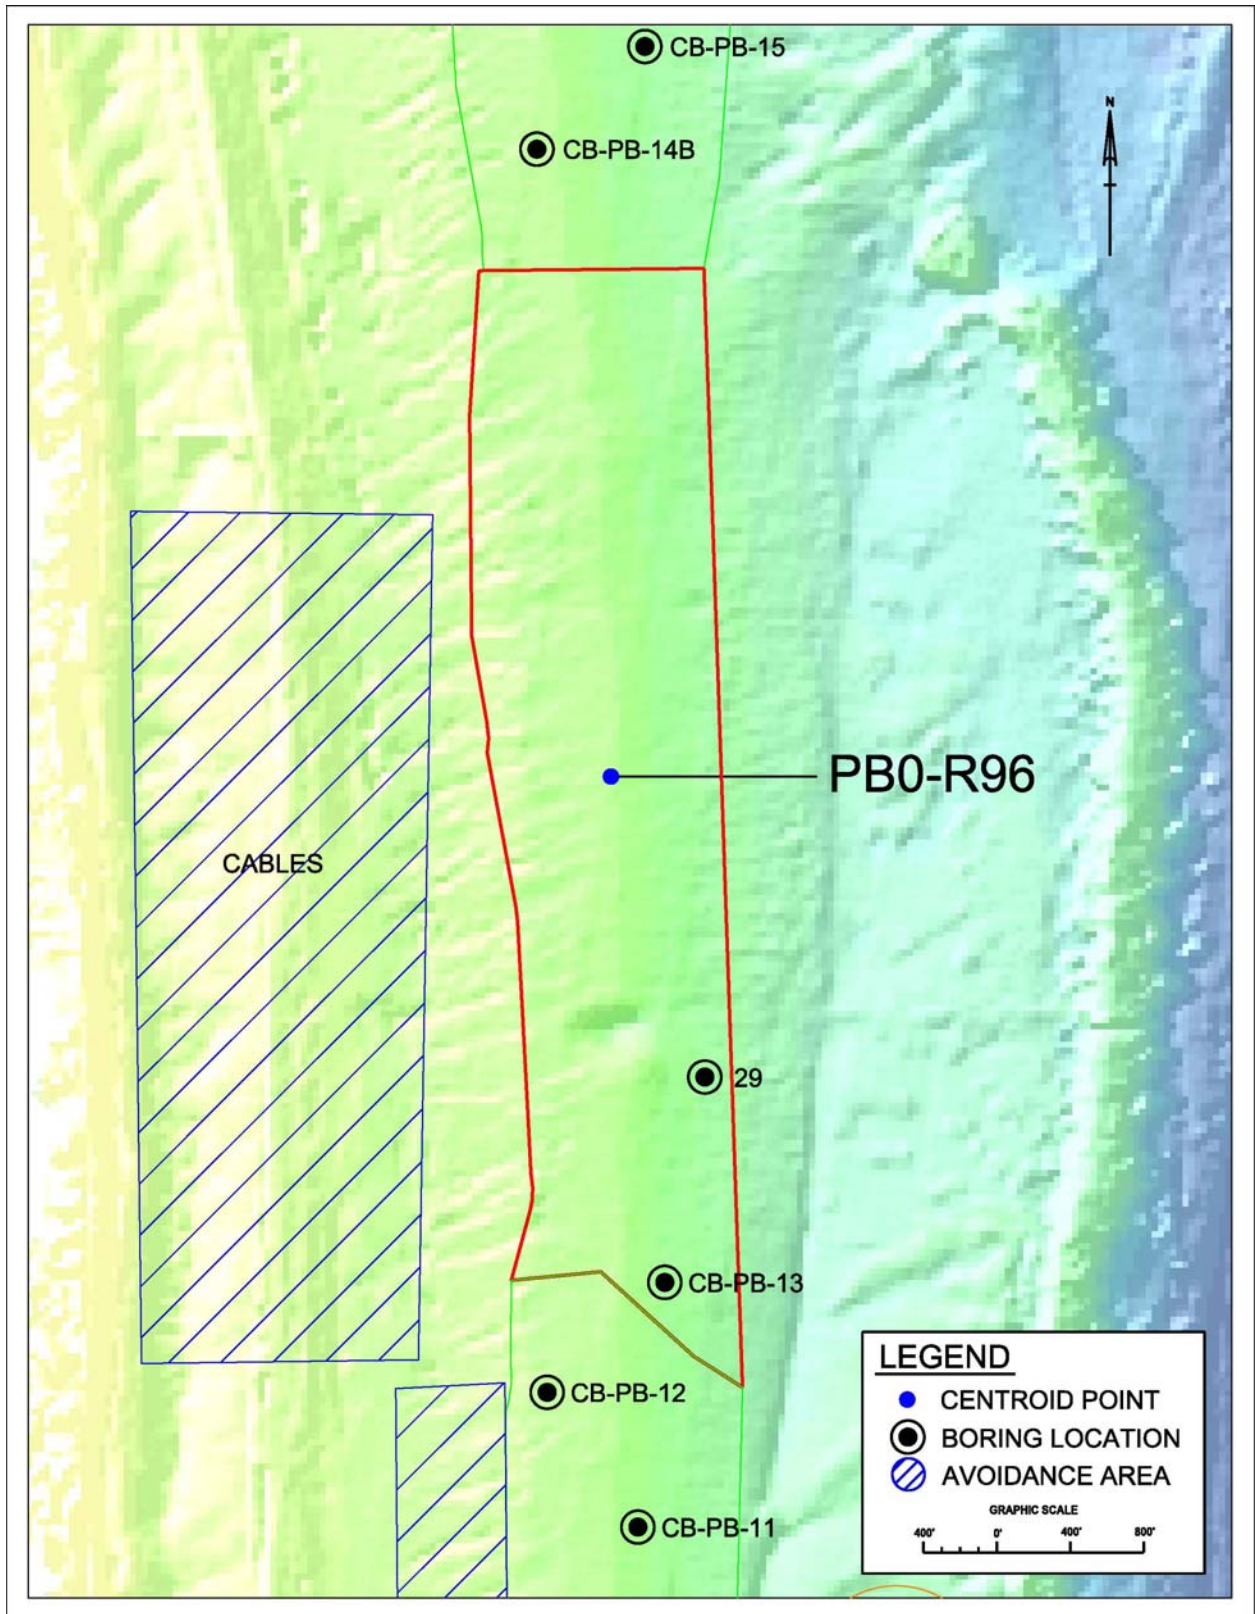 CB-PB-15
N
CB-PB-14B
PB0-R96
CABLES
29
CB-PB-13
CB-PB-12
CB-PB-11
LEGEND
CENTROID POINT
BORING LOCATION
AVOIDANCE AREA
GRAPHIC SCALE
400' 0' 400' 800'